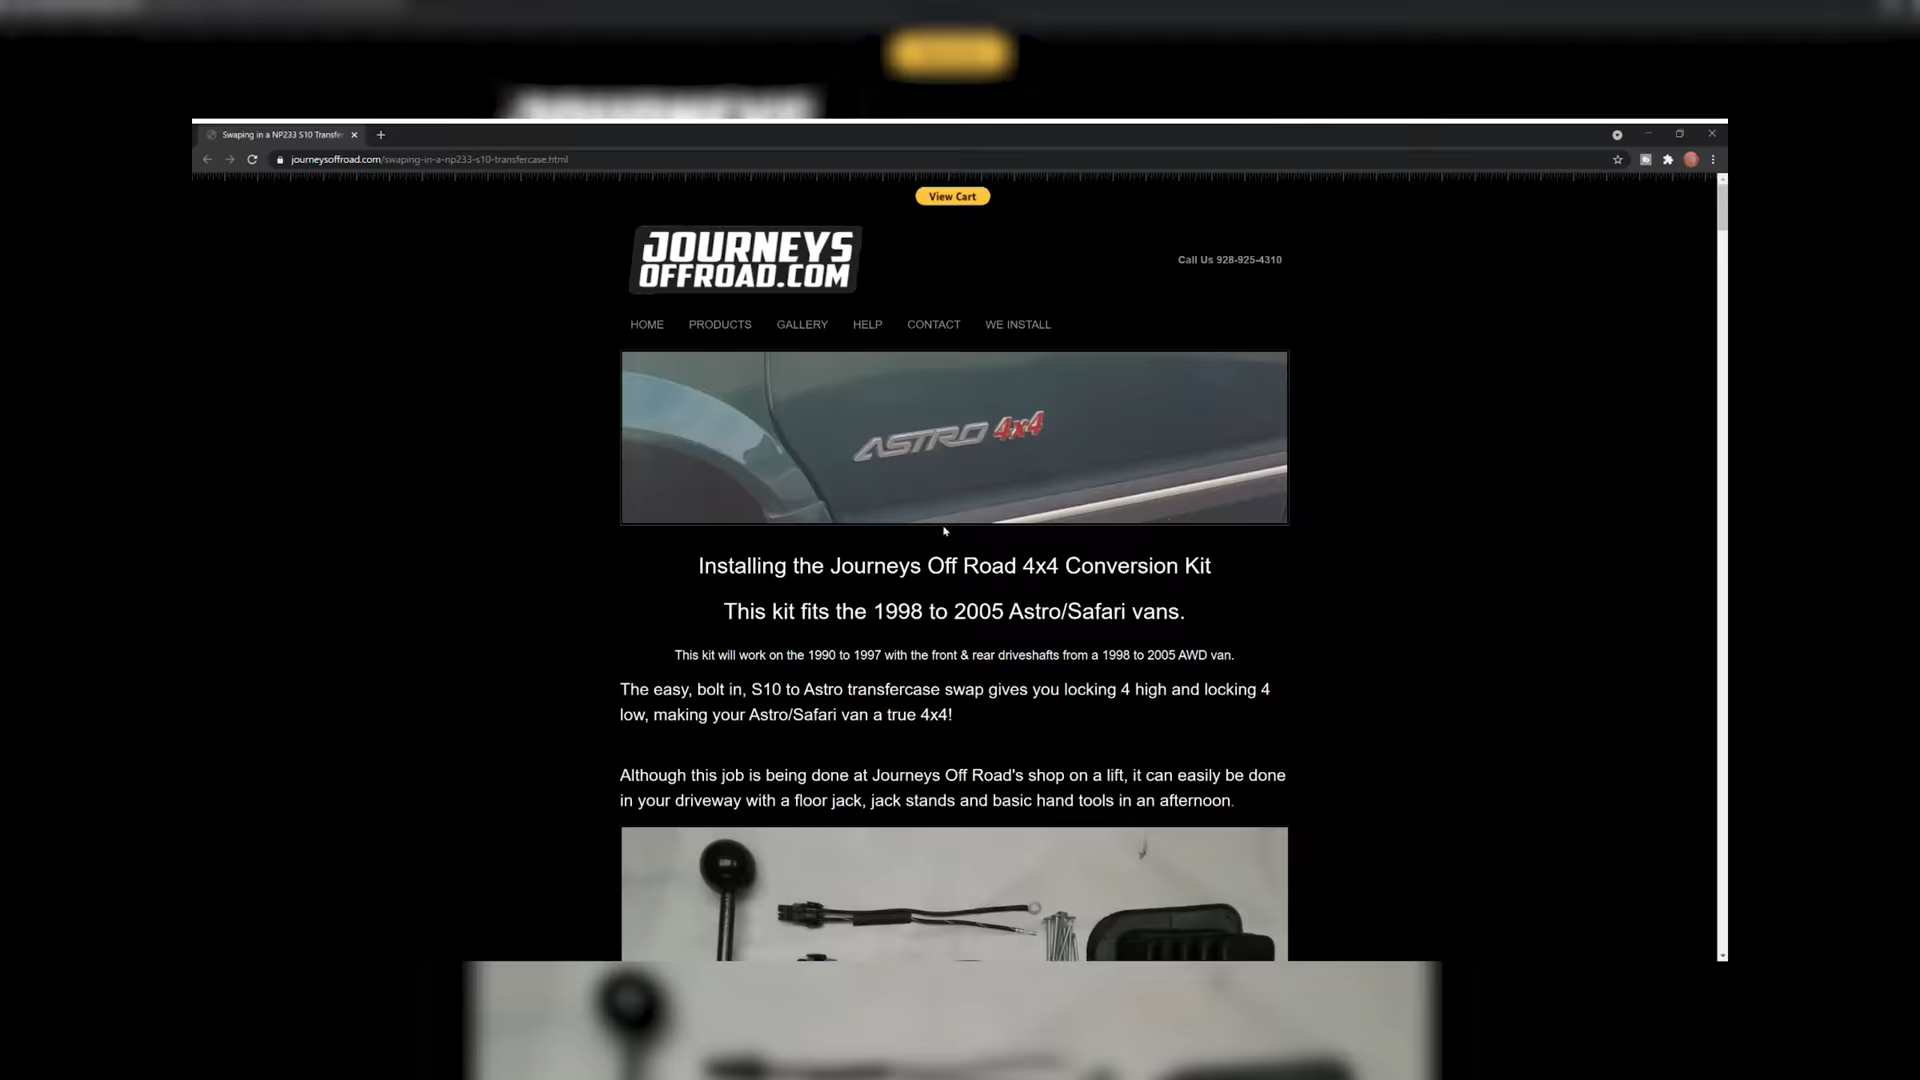 Swaping in a NP233 S10 Transfer
journeysoffroad.com/swaping-in-a-np233-s10-transfercase.html
View Cart
JOURNEYS
OFFROAD.COM
Call Us 928-925-4310
HOME PRODUCTS GALLERY HELP CONTACT WE INSTALL
ASTRO 4x4
Installing the Journeys Off Road 4x4 Conversion Kit
This kit fits the 1998 to 2005 Astro/Safari vans.
This kit will work on the 1990 to 1997 with the front & rear driveshafts from a 1998 to 2005 AWD van.
The easy, bolt in, S10 to Astro transfercase swap gives you locking 4 high and locking 4
low, making your Astro/Safari van a true 4x4!
Although this job is being done at Journeys Off Road's shop on a lift, it can easily be done
in your driveway with a floor jack, jack stands and basic hand tools in an afternoon.